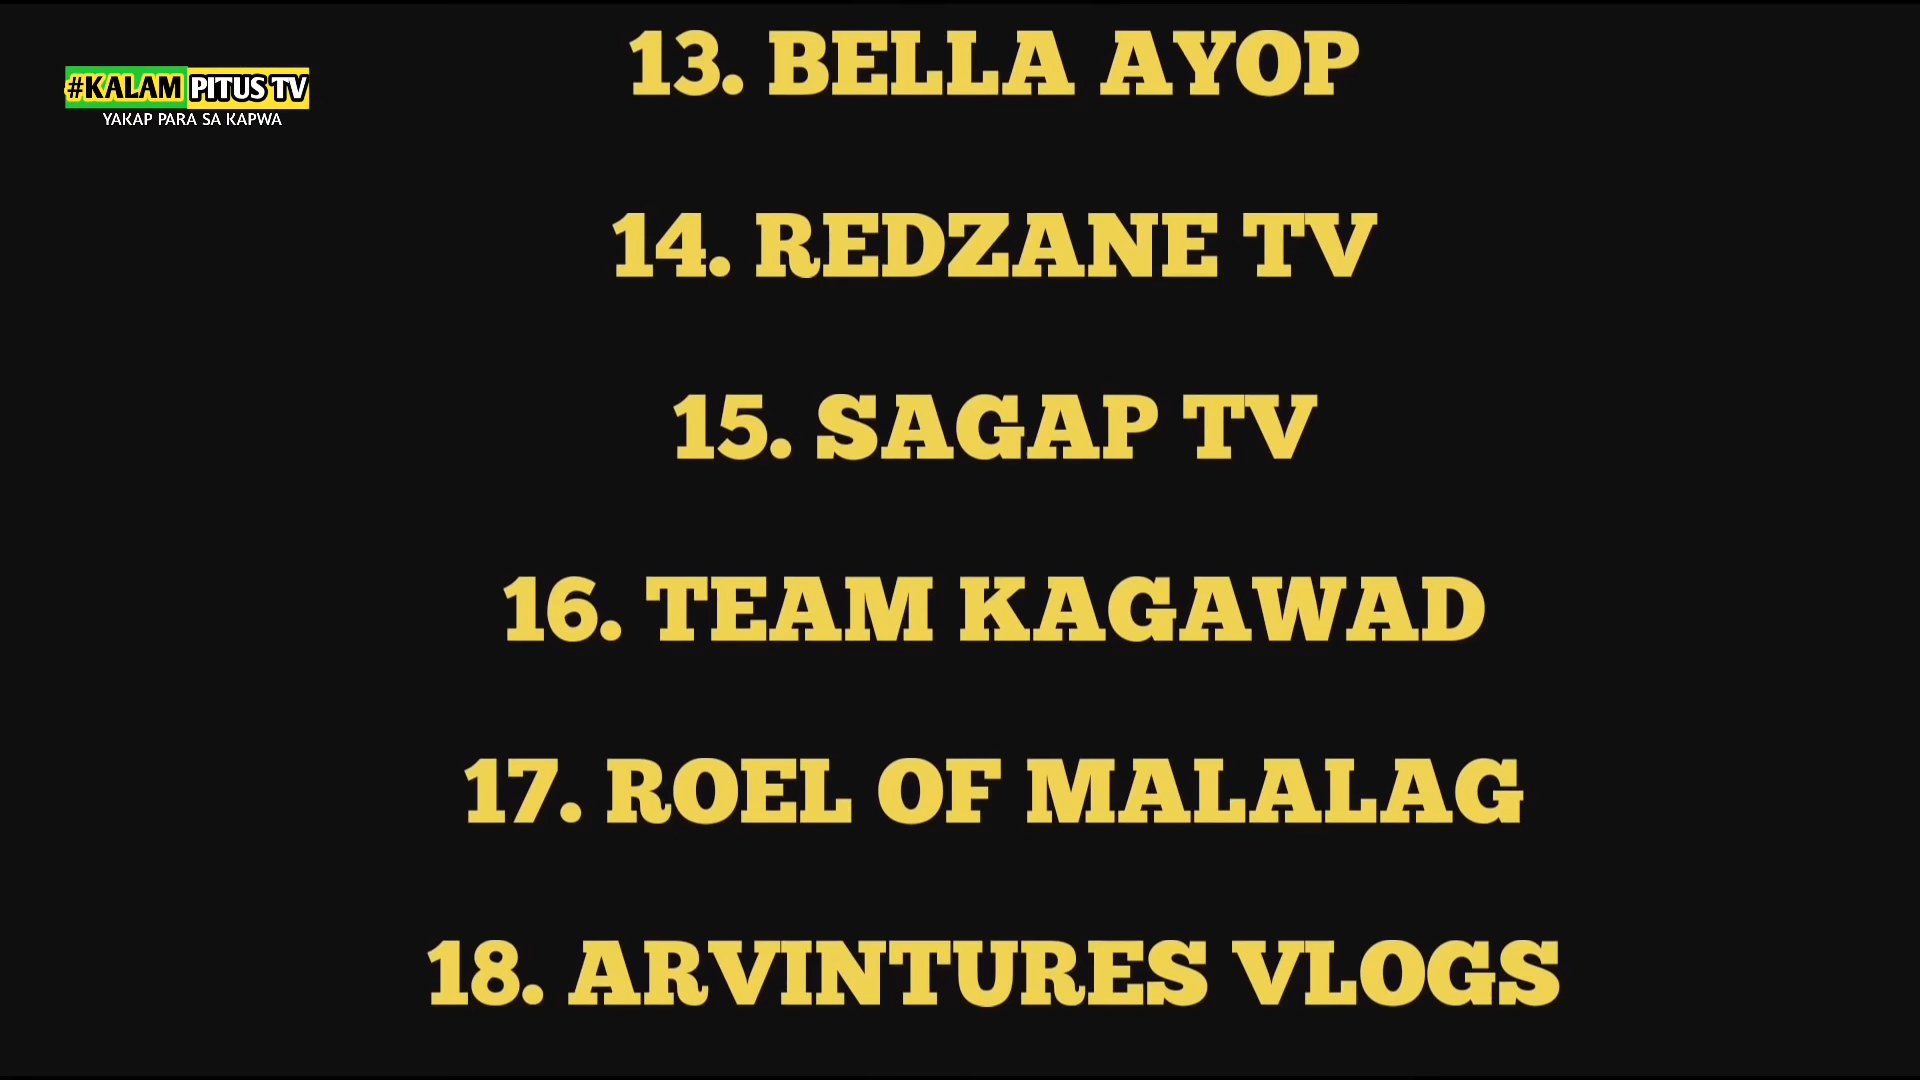 13. BELLA AYOP
#KALAM PITUS TV
YAKAP PARA SA KAPWA
14. REDZANE TV
15. SAGAP TV
16. TEAM KAGAWAD
17. ROEL OF MALALAG
18. ARVINTURES VLOGS